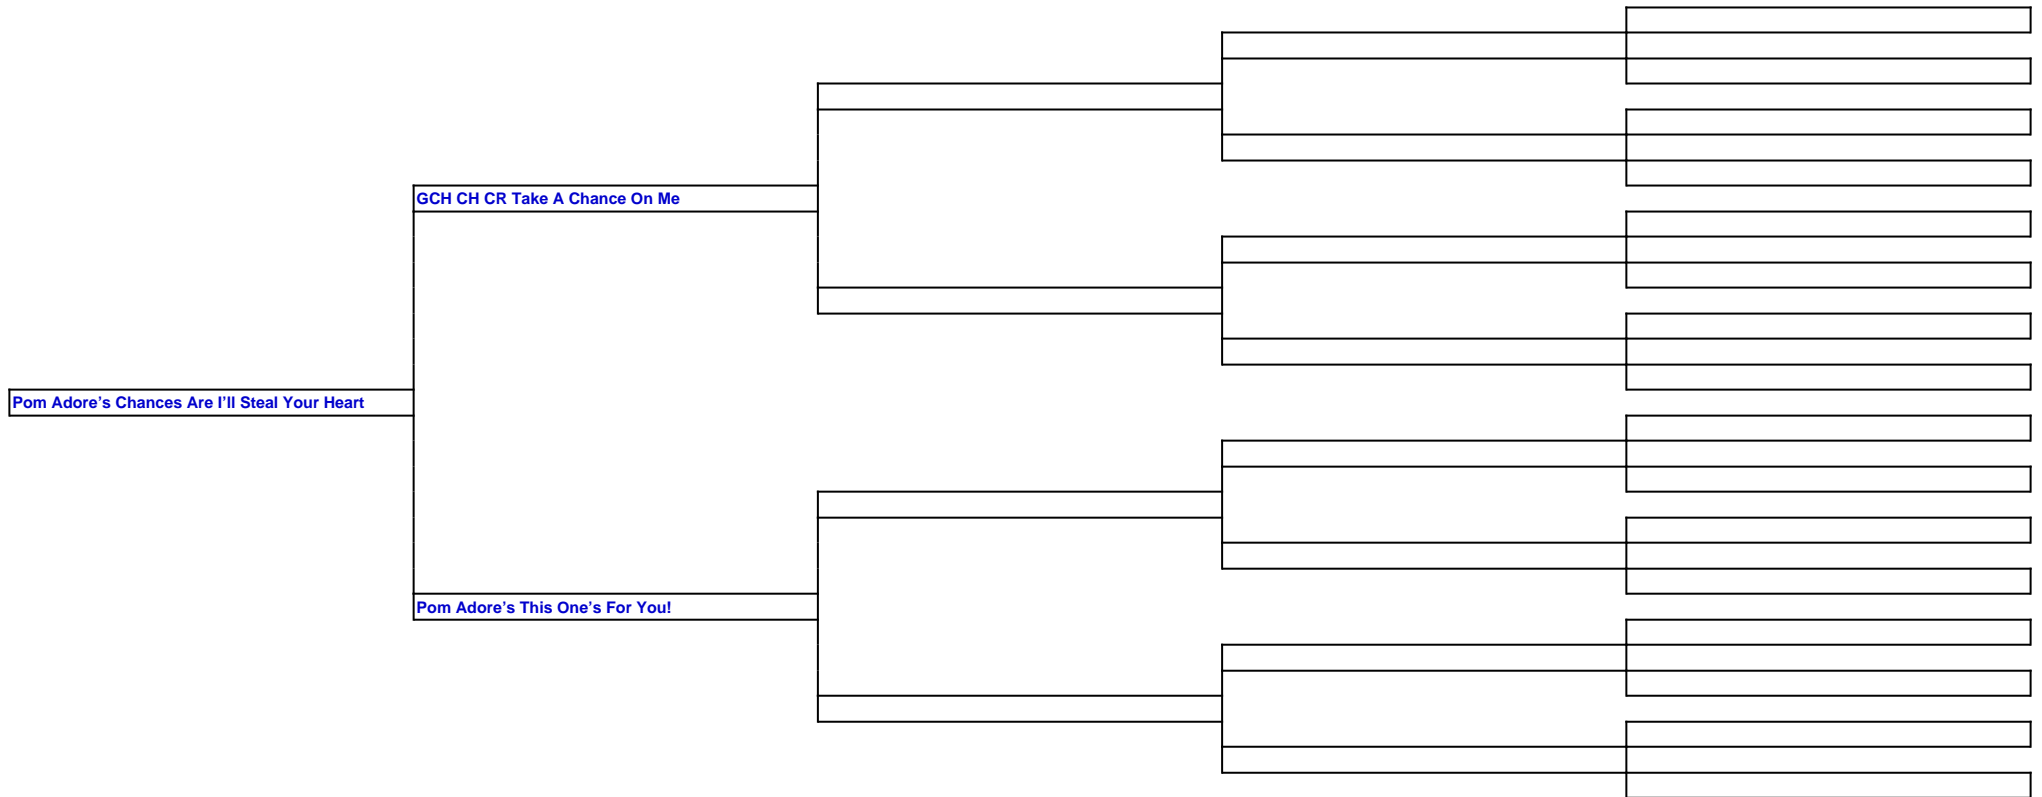 GCH CH CR Take A Chance On Me
Pom Adore’s Chances Are I’ll Steal Your Heart
Pom Adore’s This One’s For You!